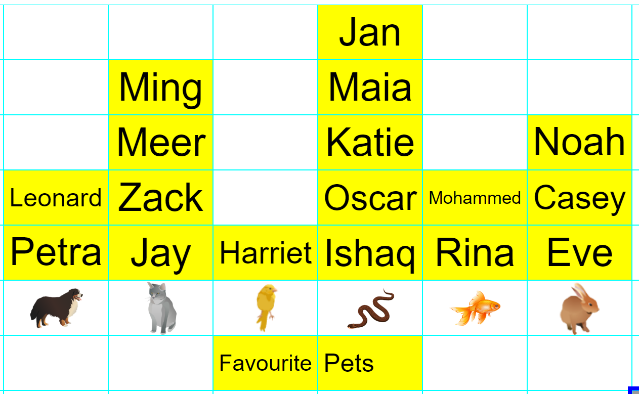 Jan
Ming Maia
Meer Katie Noah
Leonard Zack Oscar Mohammed Casey
Petra Jay Harriet Ishaq Rina Eve
Favourite Pets